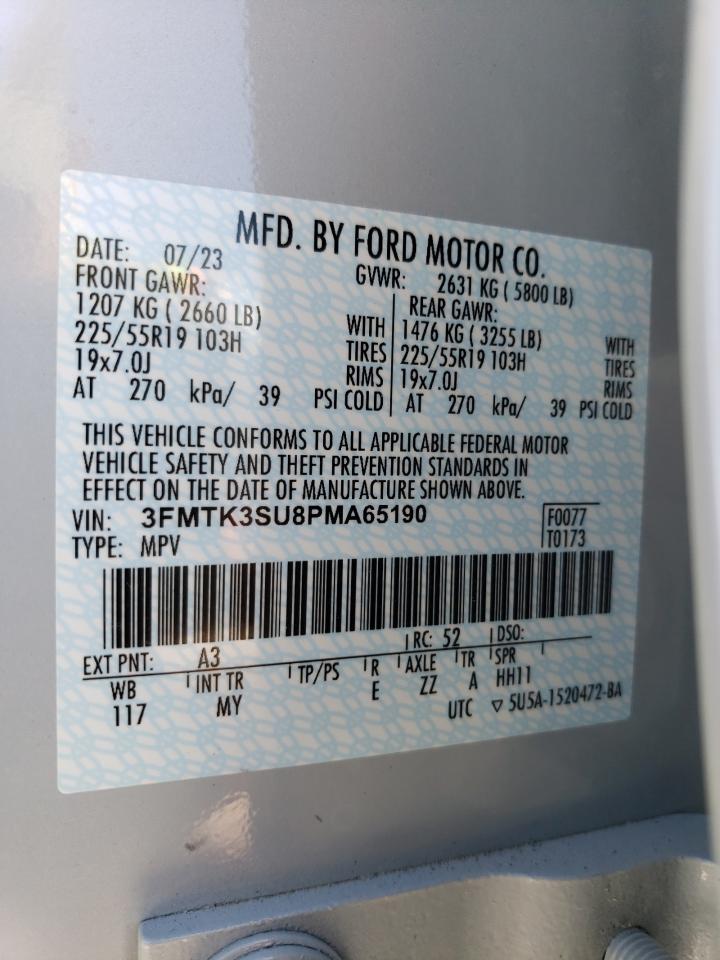 MFD. BY FORD MOTOR CO.
DATE: 07/23
GVWR: 2631 KG ( 5800 LB)
FRONT GAWR:
1207 KG ( 2660 LB)
225/55R19 103H
19x7.0J
WITH
TIRES
RIMS
AT 270 kPa/ 39 PSI COLD
REAR GAWR:
1476 KG ( 3255 LB)
225/55R19 103H
19x7.0J
WITH
TIRES
RIMS
AT 270 kPa/ 39 PSI COLD
THIS VEHICLE CONFORMS TO ALL APPLICABLE FEDERAL MOTOR
VEHICLE SAFETY AND THEFT PREVENTION STANDARDS IN
EFFECT ON THE DATE OF MANUFACTURE SHOWN ABOVE.
VIN: 3FMTK3SU8PMA65190
F0077
TYPE: MPV
T0173
EXT PNT: A3
RC: 52
DSO:
WB
INT TR
TP/PS
R
AXLE
TR
SPR
117
MY
E
ZZ
A
HH11
UTC ▽ 5U5A-1520472-BA